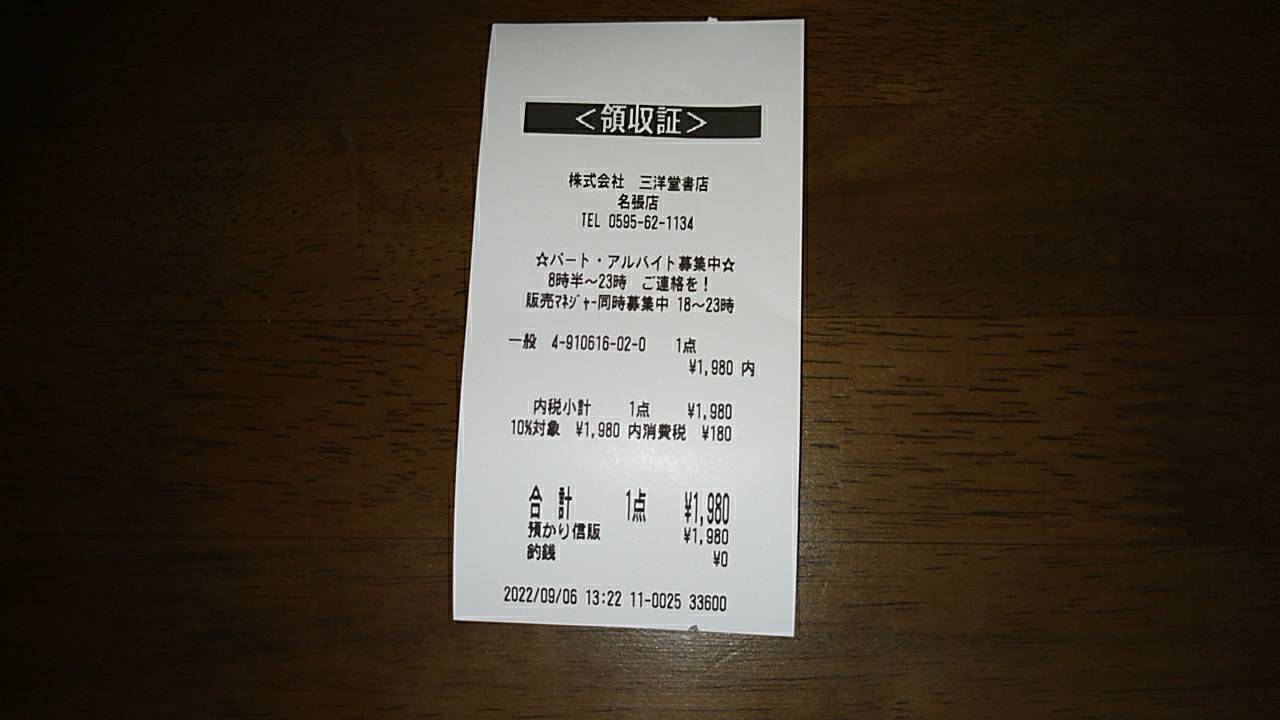 ＜領収証＞
株式会社　三洋堂書店
名張店
TEL 0595-62-1134
☆パート・アルバイト募集中☆
8時半～23時　ご連絡を！
販売ﾏﾈｼﾞｬｰ同時募集中 18～23時
一般　4-910616-02-0　　1点
¥1,980 内
内税小計　　1点　　¥1,980
10%対象　¥1,980 内消費税　¥180
合 計　　1点　　¥1,980
預かり信販　　¥1,980
釣銭　　¥0
2022/09/06 13:22 11-0025 33600